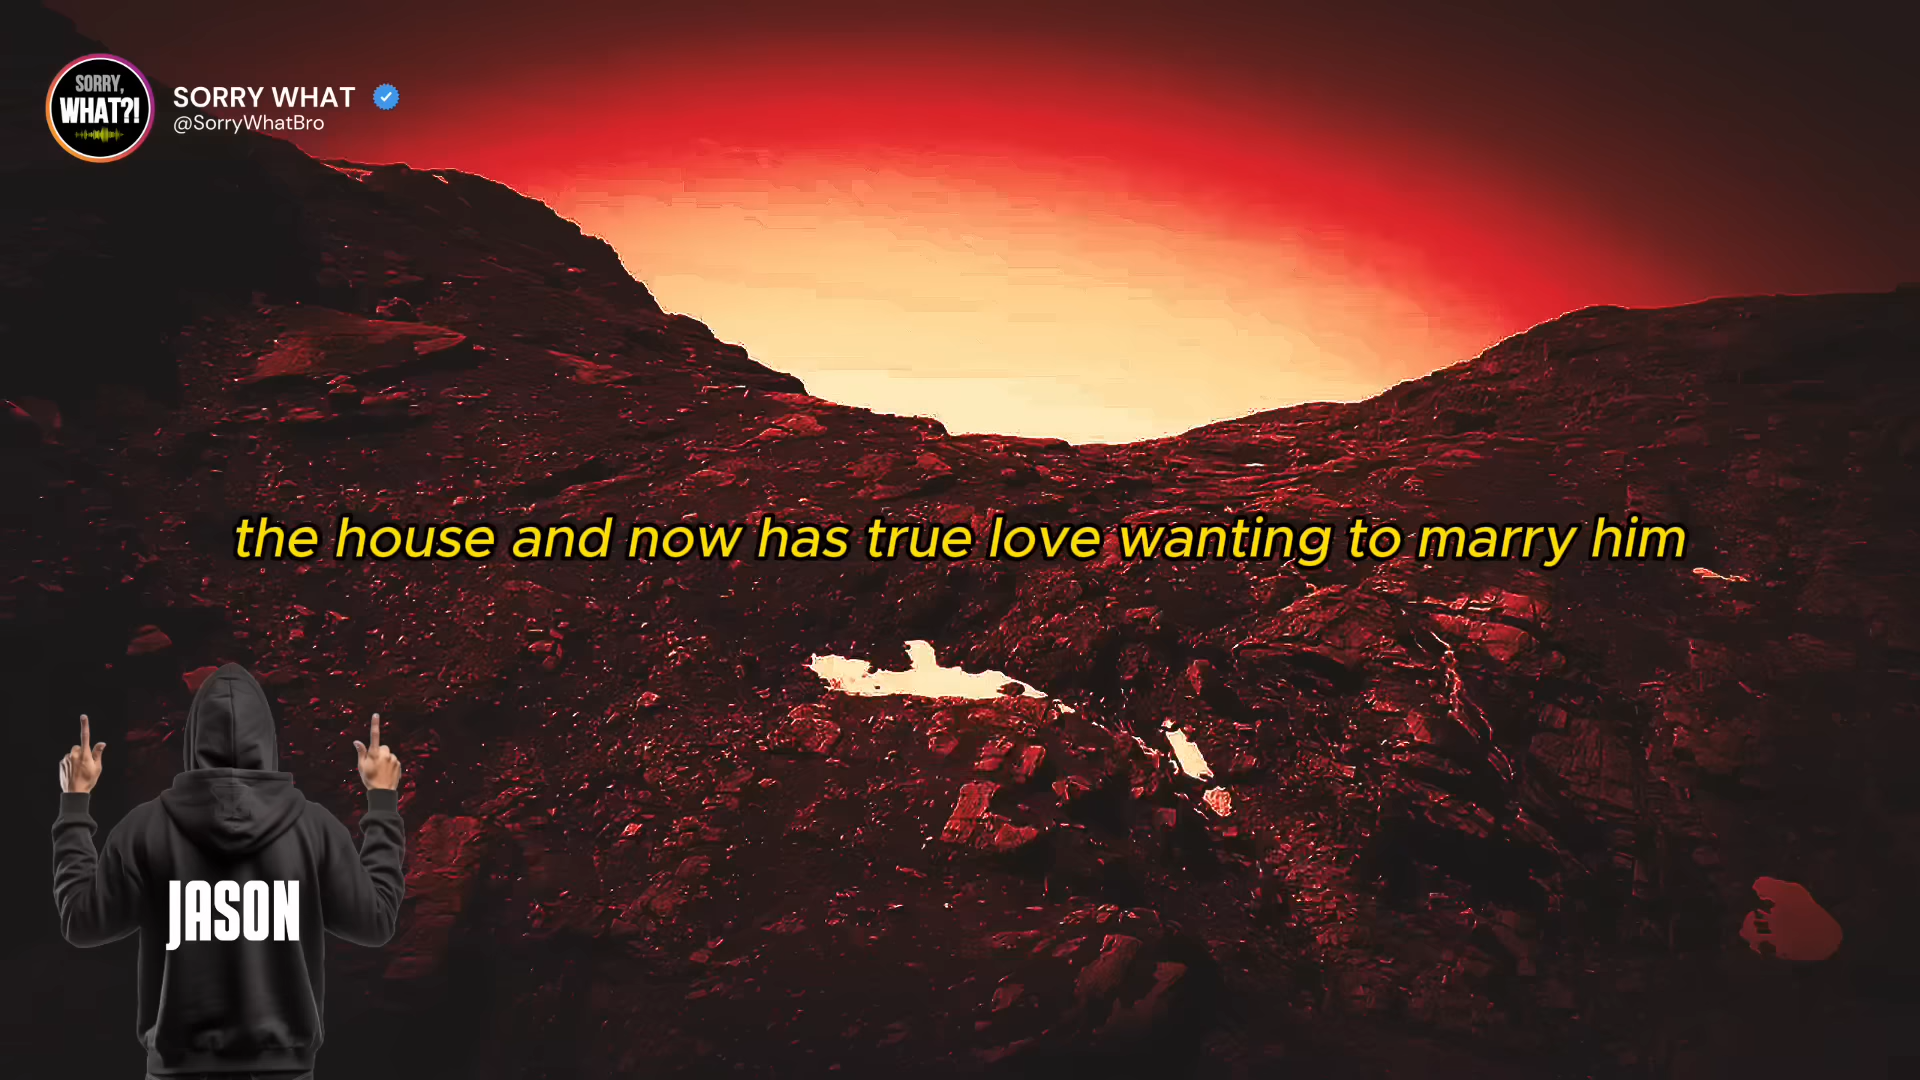 SORRY,
WHAT?!
SORRY WHAT
@SorryWhatBro
the house and now has true love wanting to marry him
JASON